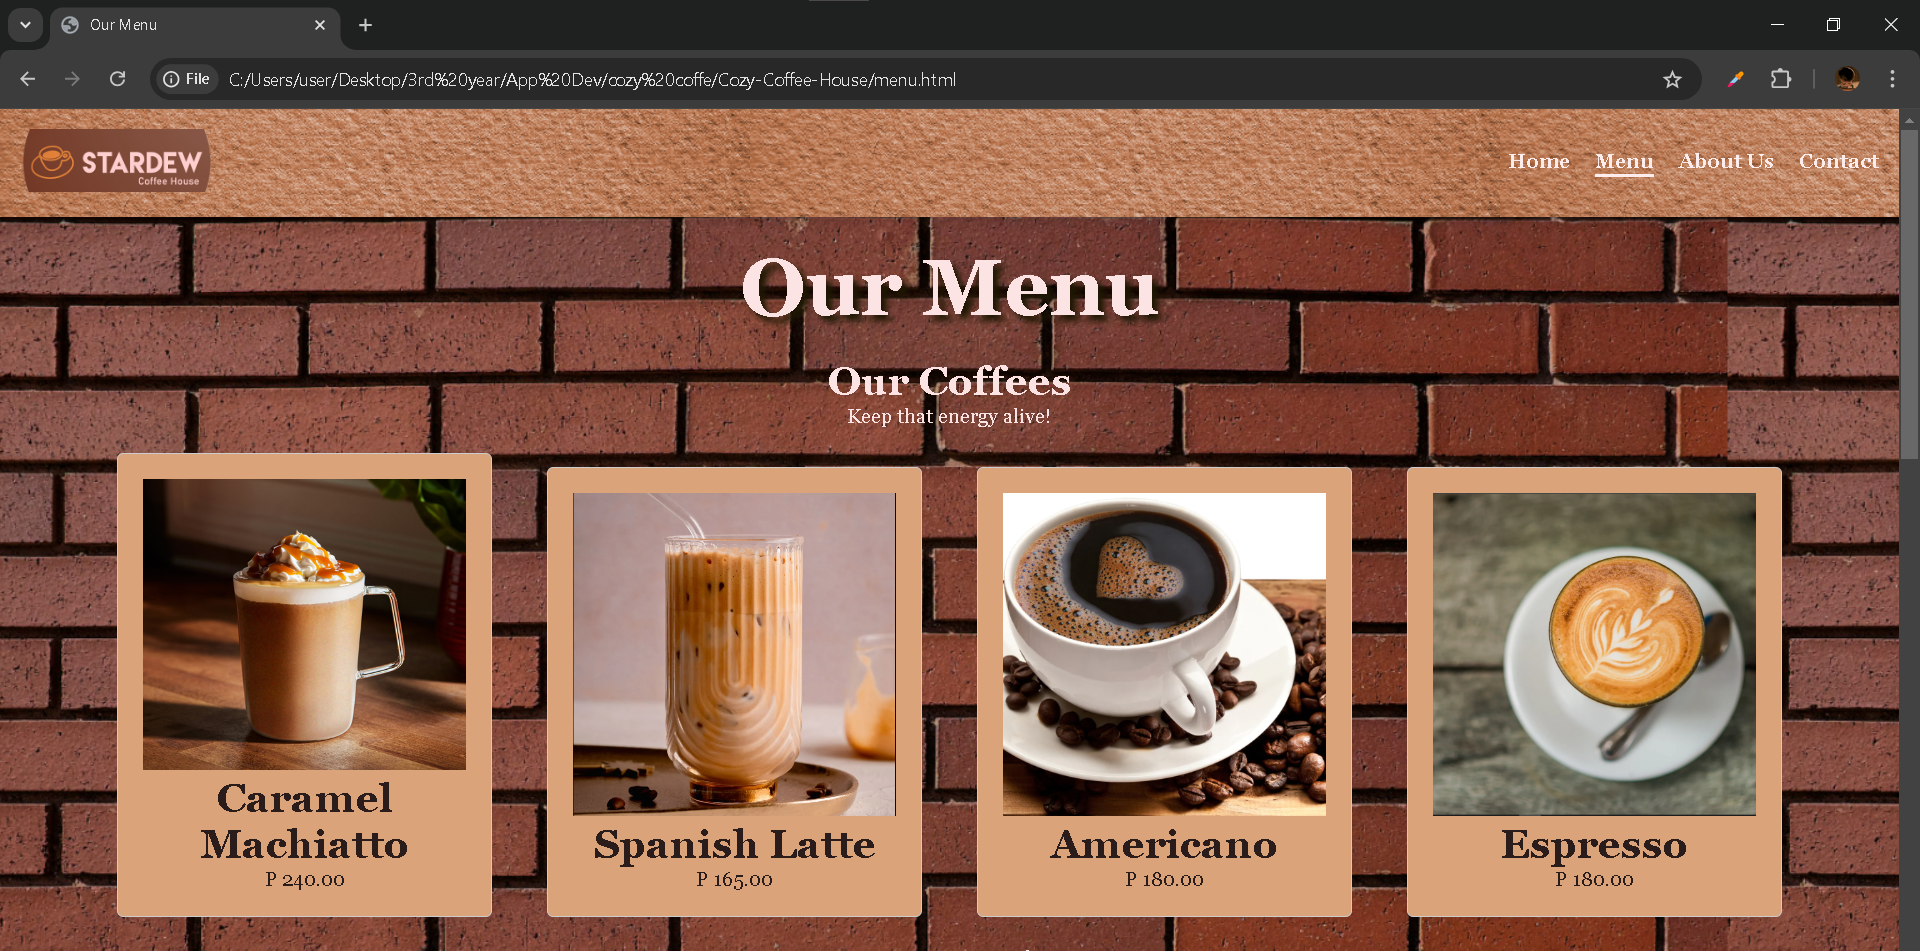 Our Menu
File C:/Users/user/Desktop/3rd%20year/App%20Dev/cozy%20coffe/Cozy-Coffee-House/menu.html
STARDEW
Coffee House
Home Menu About Us Contact
Our Menu
Our Coffees
Keep that energy alive!
Caramel
Machiatto
P 240.00
Spanish Latte
P 165.00
Americano
P 180.00
Espresso
P 180.00